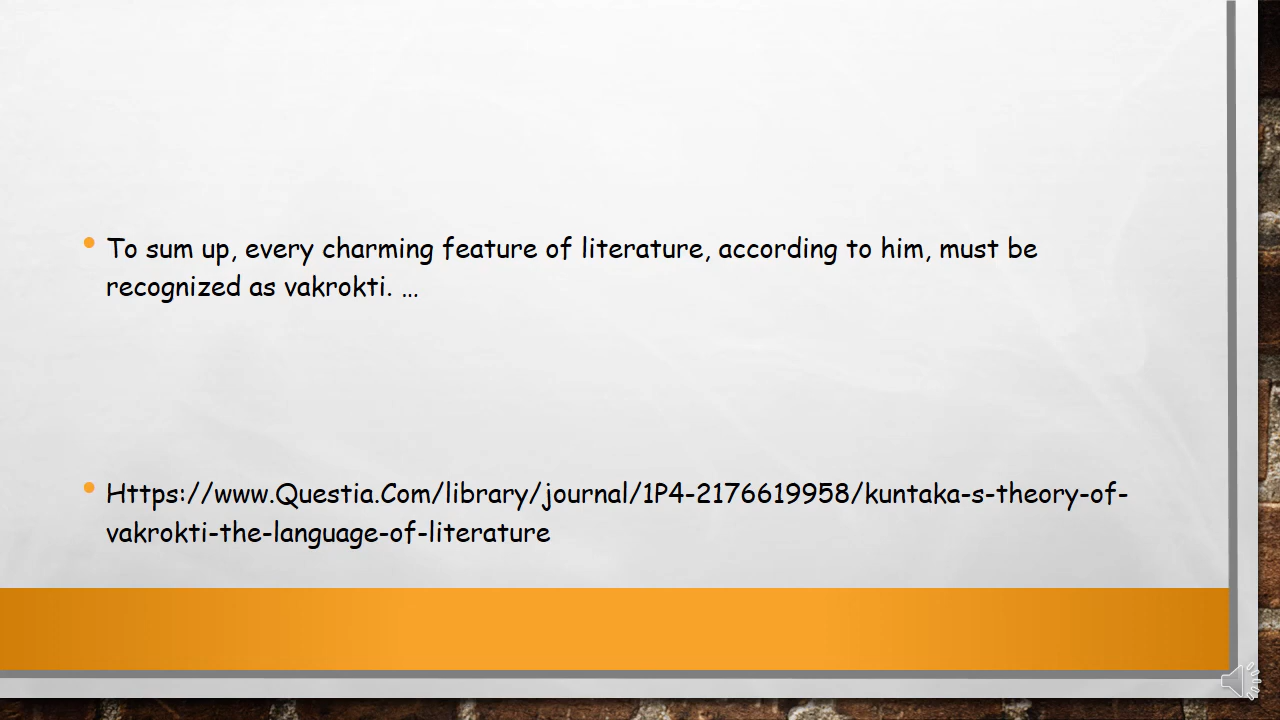 To sum up, every charming feature of literature, according to him, must be
recognized as vakrokti. …
Https://www.Questia.Com/library/journal/1P4-2176619958/kuntaka-s-theory-of-
vakrokti-the-language-of-literature